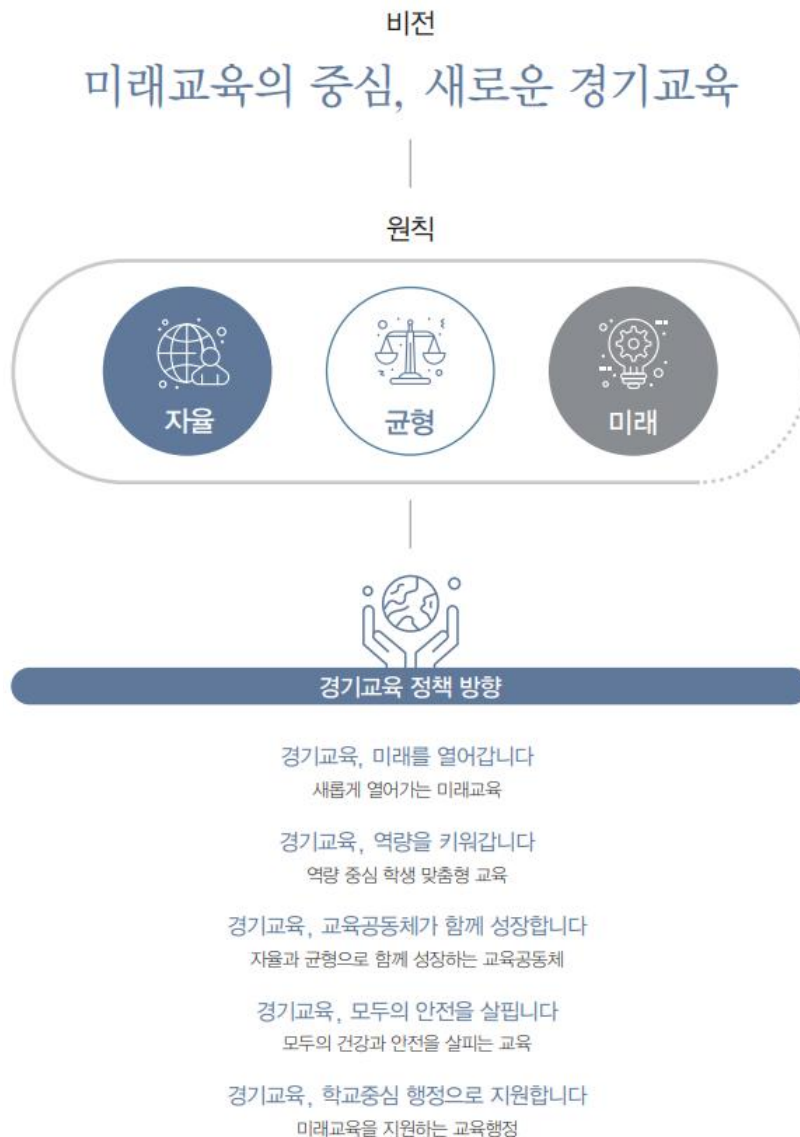 비전
미래교육의 중심, 새로운 경기교육
원칙
자율
균형
미래
경기교육 정책 방향
경기교육, 미래를 열어갑니다
새롭게 열어가는 미래교육
경기교육, 역량을 키워갑니다
역량 중심 학생 맞춤형 교육
경기교육, 교육공동체가 함께 성장합니다
자율과 균형으로 함께 성장하는 교육공동체
경기교육, 모두의 안전을 살핍니다
모두의 건강과 안전을 살피는 교육
경기교육, 학교중심 행정으로 지원합니다
미래교육을 지원하는 교육행정